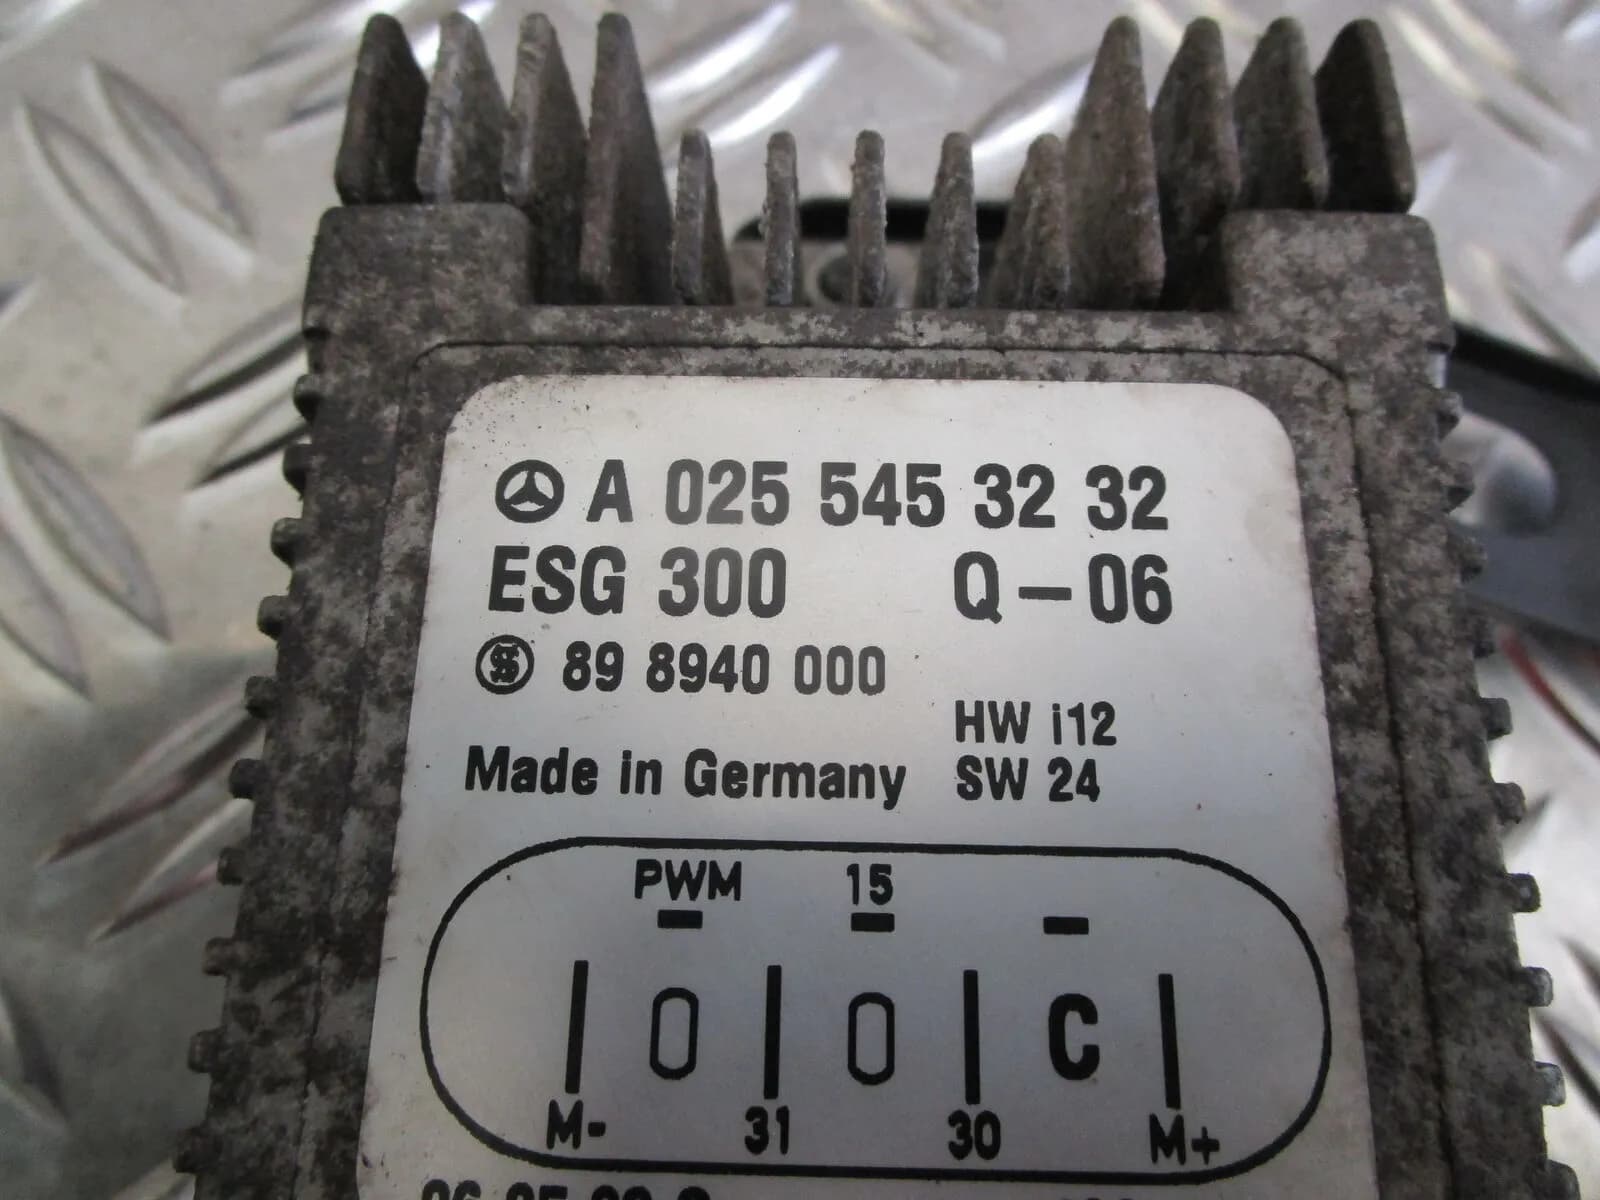 A 025 545 32 32
ESG 300 Q-06
89 8940 000
HW i12
Made in Germany SW 24
PWM 15
C
M- 31 30 M+